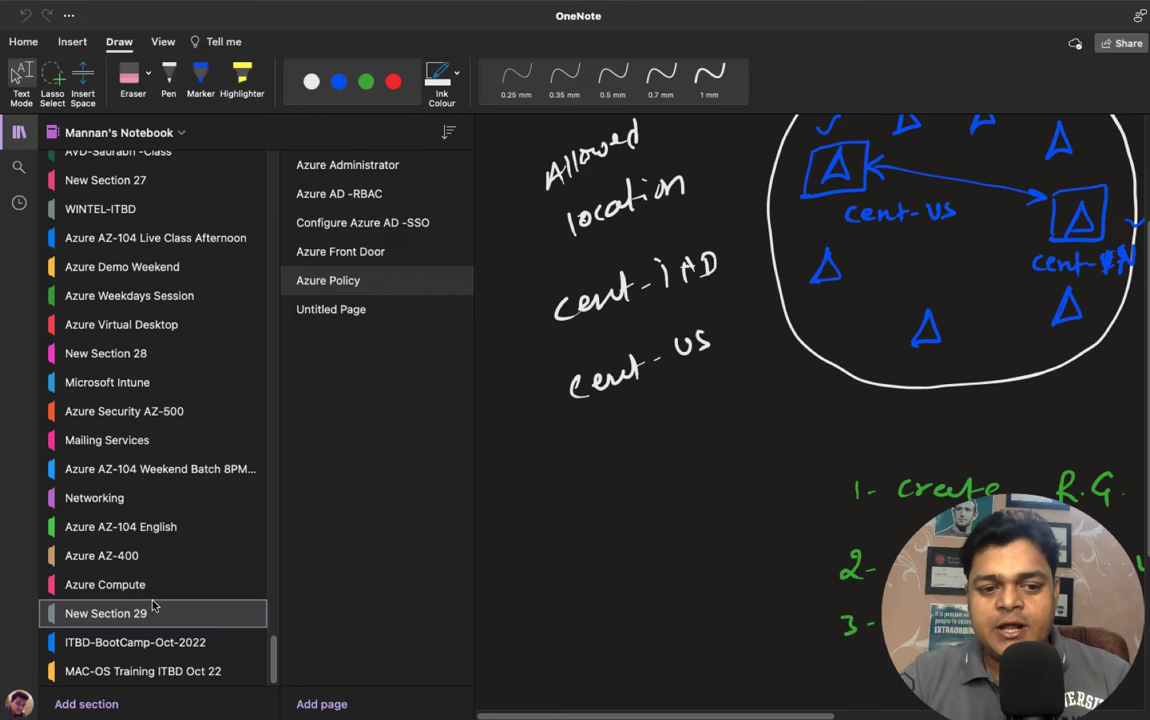 OneNote
Home Insert Draw View Tell me
Share
Text Mode
Lasso Select
Insert Space
Eraser
Pen
Marker
Highlighter
Ink Colour
0.25 mm 0.35 mm 0.5 mm 0.7 mm 1 mm
Mannan's Notebook
AVD-Saurabh -Class
New Section 27
WINTEL-ITBD
Azure AZ-104 Live Class Afternoon
Azure Demo Weekend
Azure Weekdays Session
Azure Virtual Desktop
New Section 28
Microsoft Intune
Azure Security AZ-500
Mailing Services
Azure AZ-104 Weekend Batch 8PM...
Networking
Azure AZ-104 English
Azure AZ-400
Azure Compute
New Section 29
ITBD-BootCamp-Oct-2022
MAC-OS Training ITBD Oct 22
Add section
Azure Administrator
Azure AD -RBAC
Configure Azure AD -SSO
Azure Front Door
Azure Policy
Untitled Page
Add page
Allowed
location
cent-IAD
cent-US
cent-US
cent-
1- create R.G.
2-
3-
EXTRAORDIN